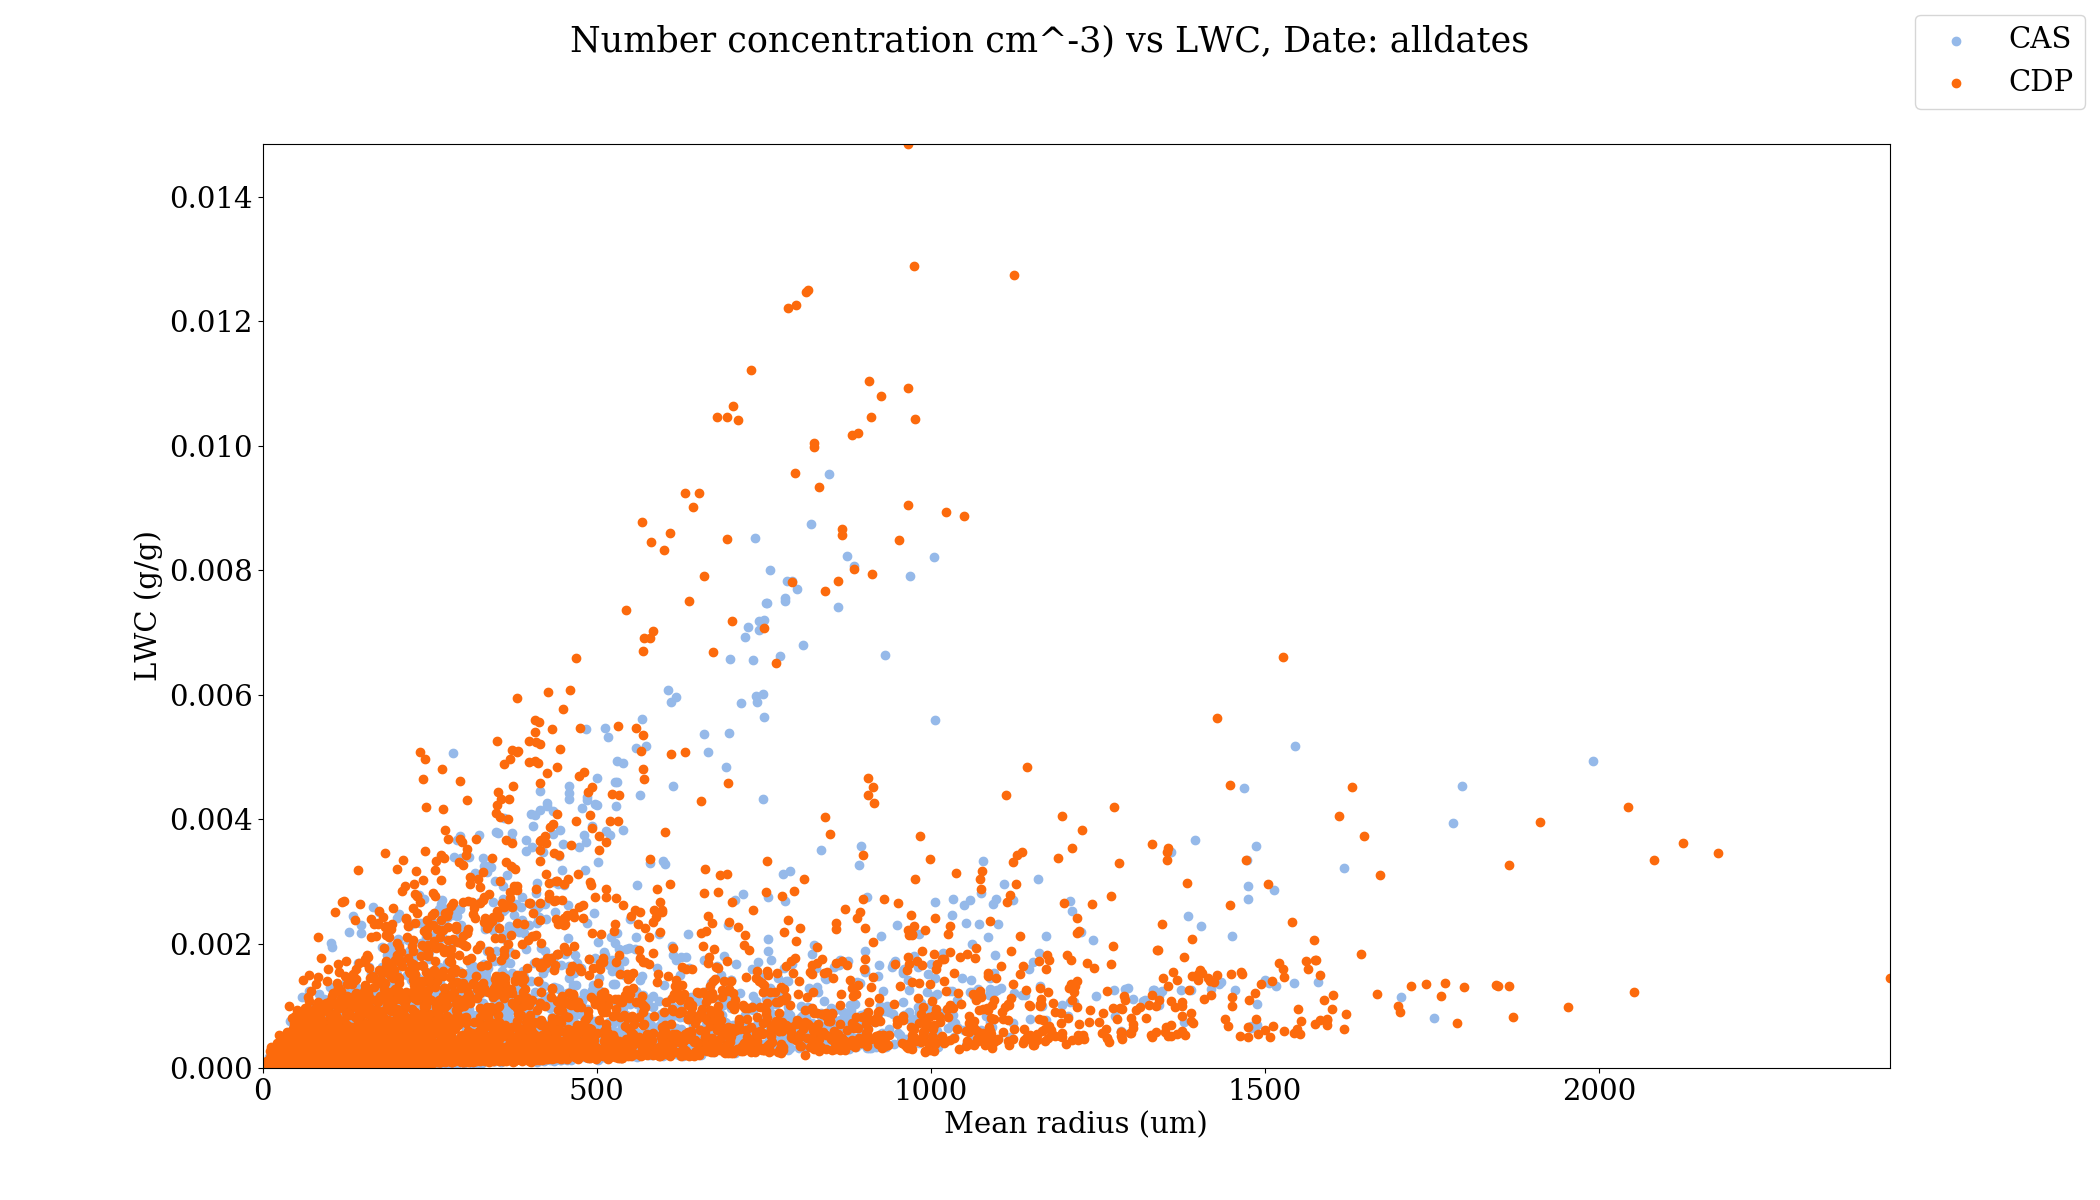 Number concentration cm^-3) vs LWC, Date: alldates
CAS
CDP
0.014
0.012
0.010
0.008
0.006
0.004
0.002
0.000
LWC (g/g)
0 500 1000 1500 2000
Mean radius (um)